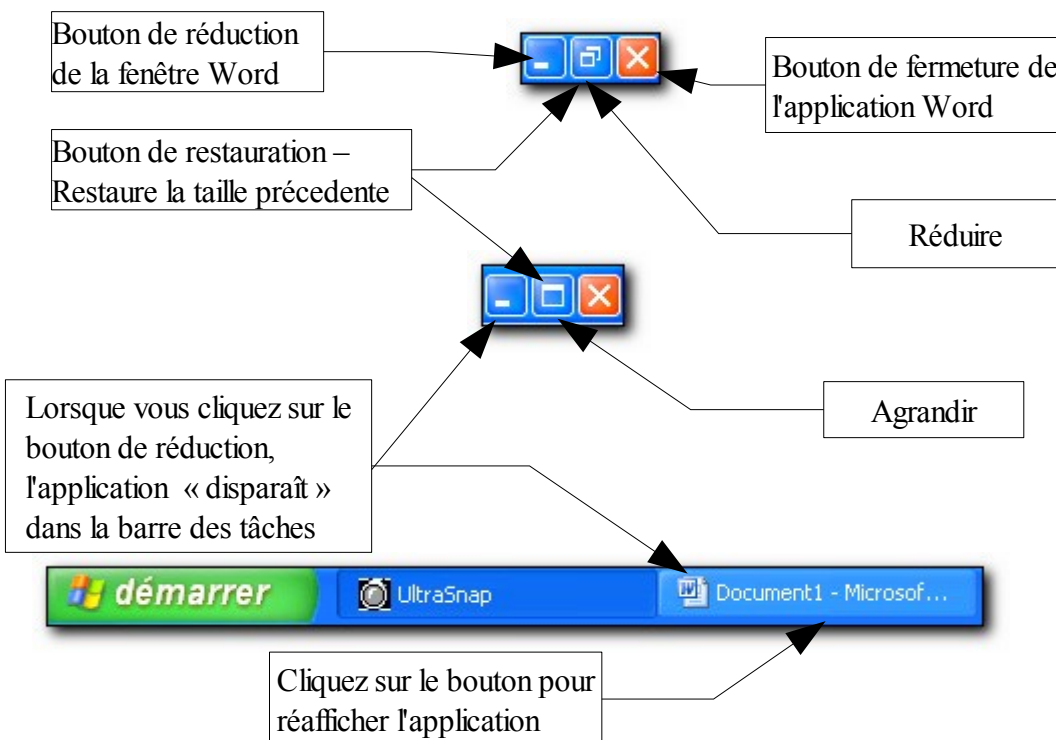 Bouton de réduction
de la fenêtre Word
Bouton de fermeture de
l'application Word
Bouton de restauration –
Restaure la taille précedente
Réduire
Agrandir
Lorsque vous cliquez sur le
bouton de réduction,
l'application « disparaît »
dans la barre des tâches
démarrer
UltraSnap
Document1 - Microsof...
Cliquez sur le bouton pour
réafficher l'application